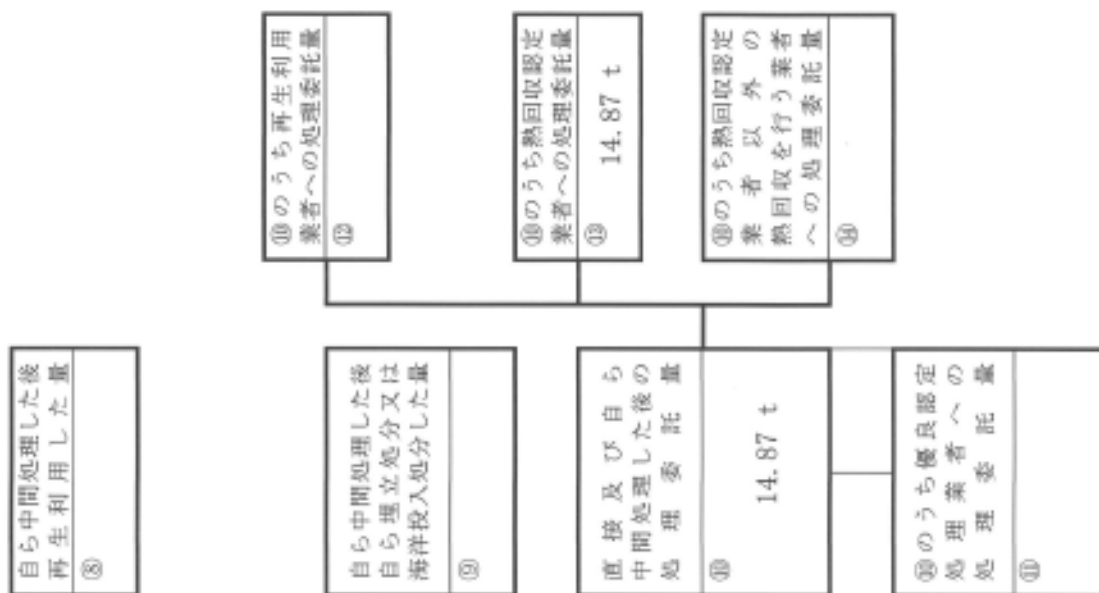 ⑩のうち再生利用
業者への処理委託量
⑫
⑩のうち熱回収認定
業者への処理委託量
⑬
14.87 t
⑩のうち熱回収認定
業者以外の
熱回収を行う業者
への処理委託量
⑭
自ら中間処理した後
再生利用した量
⑧
自ら中間処理した後
自ら埋立処分又は
海洋投入処分した量
⑨
直接及び自ら
中間処理した後の
処理委託量
⑩
14.87 t
⑩のうち優良認定
処理業者への
処理委託量
⑪